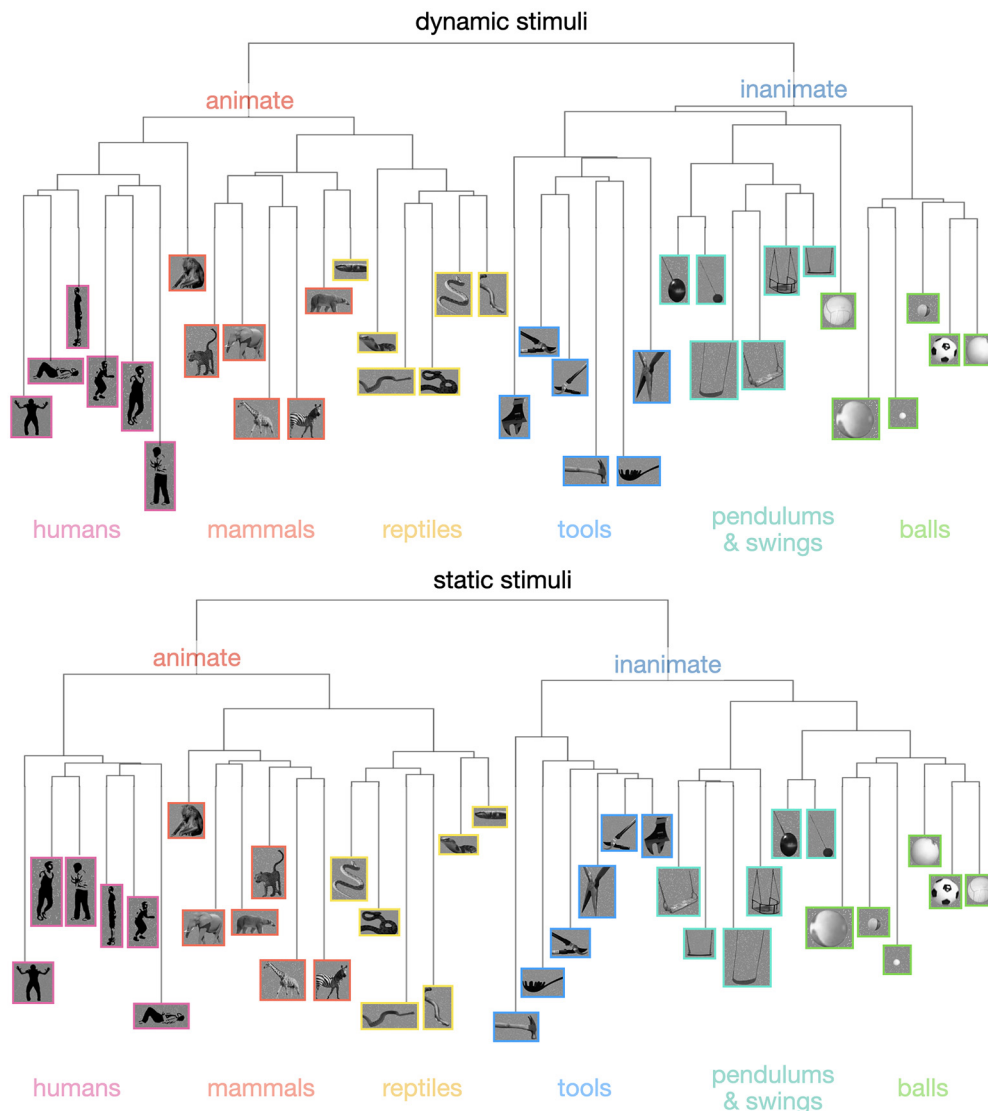 dynamic stimuli
animate
inanimate
humans
mammals
reptiles
tools
pendulums
& swings
balls
static stimuli
animate
inanimate
humans
mammals
reptiles
tools
pendulums
& swings
balls